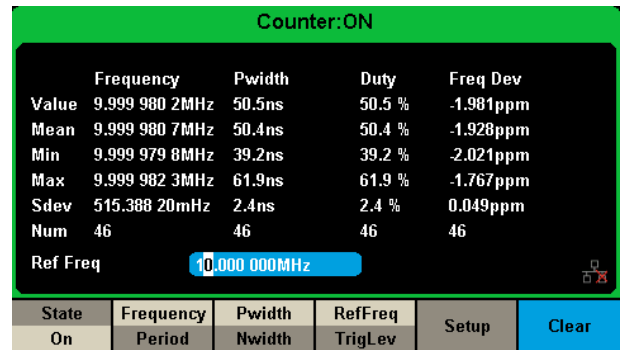 Counter:ON
Frequency Pwidth Duty Freq Dev
Value 9.999 980 2MHz 50.5ns 50.5 % -1.981ppm
Mean 9.999 980 7MHz 50.4ns 50.4 % -1.928ppm
Min 9.999 979 8MHz 39.2ns 39.2 % -2.021ppm
Max 9.999 982 3MHz 61.9ns 61.9 % -1.767ppm
Sdev 515.388 20mHz 2.4ns 2.4 % 0.049ppm
Num 46 46 46 46
Ref Freq 10.000 000MHz
State Frequency Pwidth RefFreq Setup Clear
On Period Nwidth TrigLev